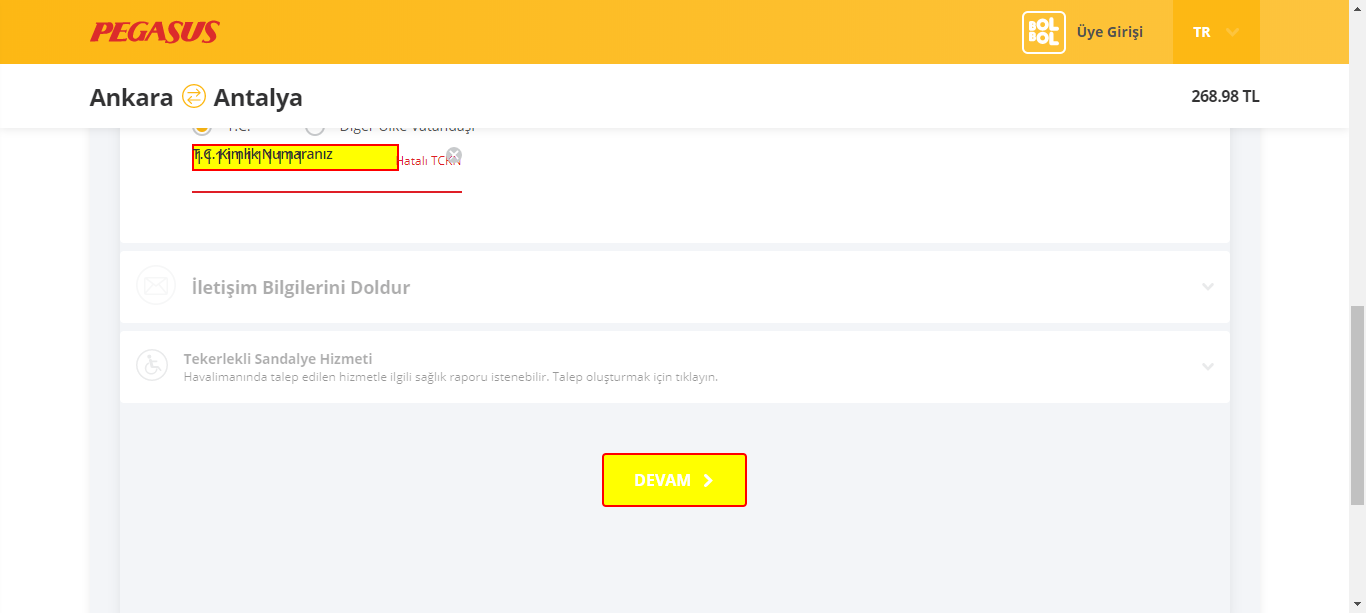 PEGASUS
BOL
BOL
Üye Girişi
TR
Ankara
Antalya
268.98 TL
T.C.
Diğer Ülke Vatandaşı
T.C. Kimlik Numaranız
Hatalı TCKN
İletişim Bilgilerini Doldur
Tekerlekli Sandalye Hizmeti
Havalimanında talep edilen hizmetle ilgili sağlık raporu istenebilir. Talep oluşturmak için tıklayın.
DEVAM